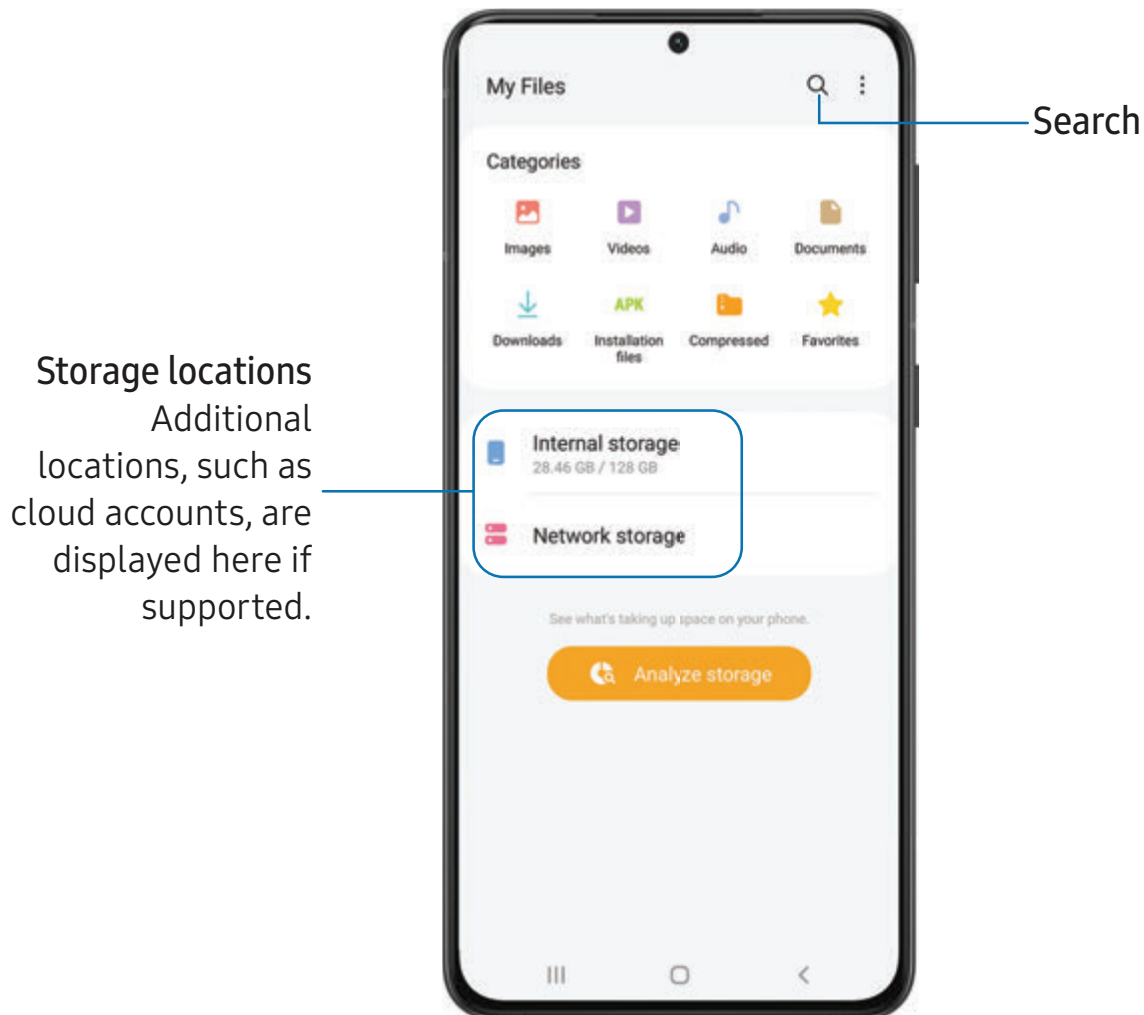 My Files
Search
Categories
Images Videos Audio Documents
Downloads Installation files Compressed Favorites
Storage locations
Additional
locations, such as
cloud accounts, are
displayed here if
supported.
Internal storage
28.46 GB / 128 GB
Network storage
See what's taking up space on your phone.
Analyze storage